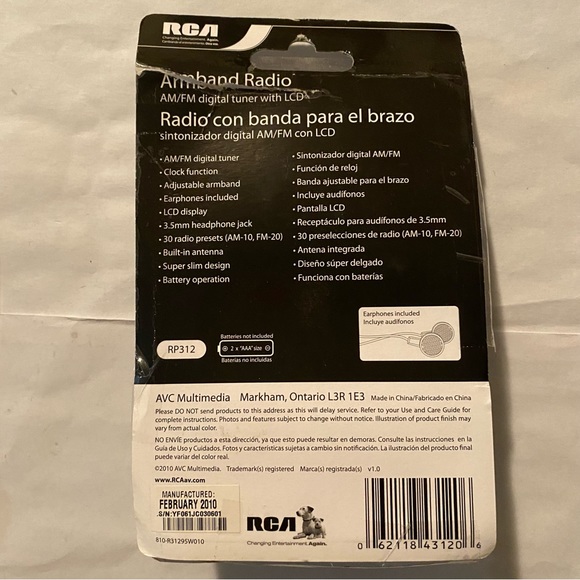 RCA
Changing Entertainment. Again.
Armband Radio
AM/FM digital tuner with LCD
Radio con banda para el brazo
sintonizador digital AM/FM con LCD
• AM/FM digital tuner
• Clock function
• Adjustable armband
• Earphones included
• LCD display
• 3.5mm headphone jack
• 30 radio presets (AM-10, FM-20)
• Built-in antenna
• Super slim design
• Battery operation
• Sintonizador digital AM/FM
• Función de reloj
• Banda ajustable para el brazo
• Incluye audífonos
• Pantalla LCD
• Receptáculo para audífonos de 3.5mm
• 30 preselecciones de radio (AM-10, FM-20)
• Antena integrada
• Diseño súper delgado
• Funciona con baterías
RP312
Batteries not included
2 x "AAA" size
Baterias no incluidas
Earphones included
Incluye audífonos
AVC Multimedia Markham, Ontario L3R 1E3 Made in China/Fabricado en China
Please DO NOT send products to this address as this will delay service. Refer to your Use and Care Guide for
complete instructions. Photos and features subject to change without notice. Illustration of product finish may
vary from actual color.
NO ENVÍE productos a esta dirección, ya que esto puede resultar en demoras. Consulte las instrucciones en la
Guía de Uso y Cuidados. Fotos y características sujetas a cambio sin notificación. La ilustración del producto final
puede variar del color real.
©2010 AVC Multimedia. Trademark(s) registered Marca(s) registrada(s) v1.0
www.RCAav.com
MANUFACTURED:
FEBRUARY 2010
S/N:YF061JC030601
810-R31295W010
RCA
Changing Entertainment. Again.
0 62118 43120 6